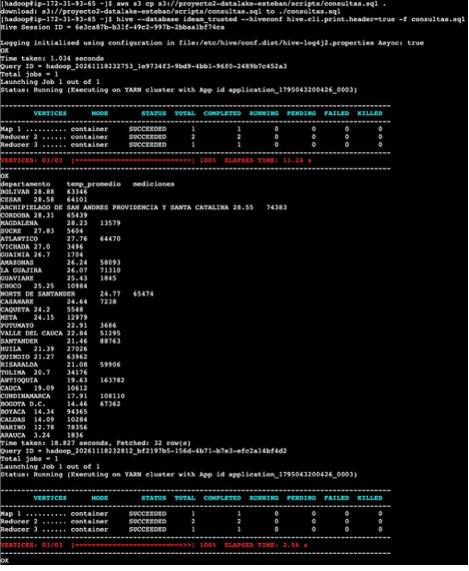 [hadoop@ip-172-31-93-65 ~]$ aws s3 cp s3://proyecto2-datalake-esteban/scripts/consultas.sql .
download: s3://proyecto2-datalake-esteban/scripts/consultas.sql to ./consultas.sql
[hadoop@ip-172-31-93-65 ~]$ hive --database ideam_trusted --hiveconf hive.cli.print.header=true -f consultas.sql
Hive Session ID = 6e3ca87b-b31f-49c2-997b-2bbaa1bf74ca
Logging initialized using configuration in file:/etc/hive/conf.dist/hive-log4j2.properties Async: true
OK
Time taken: 1.034 seconds
Query ID = hadoop_20261118232753_1e9734f3-9bd9-4bb1-96f0-2489b7c452a3
Total jobs = 1
Launching Job 1 out of 1
Status: Running (Executing on YARN cluster with App id application_1795043200426_0003)
----------------------------------------------------------------------------------------------
VERTICES MODE STATUS TOTAL COMPLETED RUNNING PENDING FAILED KILLED
----------------------------------------------------------------------------------------------
Map 1 .......... container SUCCEEDED 1 1 0 0 0 0
Reducer 2 ...... container SUCCEEDED 2 2 0 0 0 0
Reducer 3 ...... container SUCCEEDED 1 1 0 0 0 0
----------------------------------------------------------------------------------------------
VERTICES: 03/03 [==========================>>] 100% ELAPSED TIME: 11.24 s
----------------------------------------------------------------------------------------------
OK
departamento temp_promedio mediciones
BOLIVAR 28.88 63346
CESAR 28.58 64101
ARCHIPIELAGO DE SAN ANDRES PROVIDENCIA Y SANTA CATALINA 28.55 74383
CORDOBA 28.31 65439
MAGDALENA 28.23 13579
SUCRE 27.83 5604
ATLANTICO 27.76 64470
VICHADA 27.0 3496
GUAINIA 26.7 1704
AMAZONAS 26.24 58093
LA GUAJIRA 26.07 71310
GUAVIARE 25.43 1845
CHOCO 25.25 10984
NORTE DE SANTANDER 24.77 65474
CASANARE 24.64 7238
CAQUETA 24.2 5548
META 24.15 12979
PUTUMAYO 22.91 3686
VALLE DEL CAUCA 22.84 51295
SANTANDER 21.46 88763
HUILA 21.39 27026
QUINDIO 21.27 63962
RISARALDA 21.08 59906
TOLIMA 20.7 34176
ANTIOQUIA 19.63 163782
CAUCA 19.09 10612
CUNDINAMARCA 17.91 108110
BOGOTA D.C. 14.46 67362
BOYACA 14.34 94365
CALDAS 14.09 10284
NARINO 12.78 78356
ARAUCA 3.24 1836
Time taken: 18.827 seconds, Fetched: 32 row(s)
Query ID = hadoop_20261118232812_bf2197b5-156d-4b71-b7e3-efc2a14bf4d2
Total jobs = 1
Launching Job 1 out of 1
Status: Running (Executing on YARN cluster with App id application_1795043200426_0003)
----------------------------------------------------------------------------------------------
VERTICES MODE STATUS TOTAL COMPLETED RUNNING PENDING FAILED KILLED
----------------------------------------------------------------------------------------------
Map 1 .......... container SUCCEEDED 1 1 0 0 0 0
Reducer 2 ...... container SUCCEEDED 2 2 0 0 0 0
Reducer 3 ...... container SUCCEEDED 1 1 0 0 0 0
----------------------------------------------------------------------------------------------
VERTICES: 03/03 [==========================>>] 100% ELAPSED TIME: 2.56 s
----------------------------------------------------------------------------------------------
OK